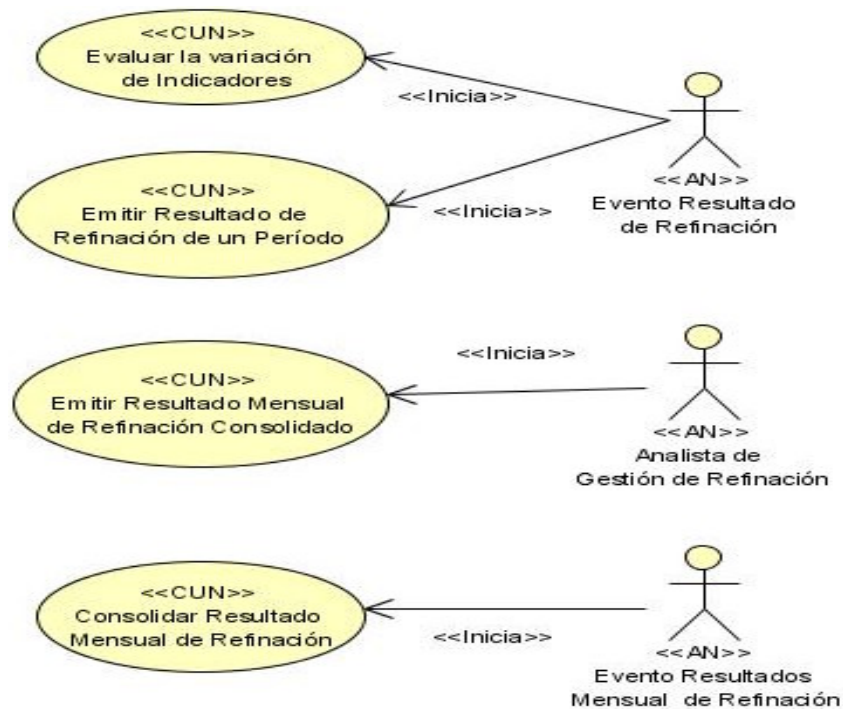 <<CUN>>
Evaluar la variación
de Indicadores
<<Inicia>>
<<AN>>
Evento Resultado
de Refinación
<<CUN>>
Emitir Resultado de
Refinación de un Período
<<Inicia>>
<<CUN>>
Emitir Resultado Mensual
de Refinación Consolidado
<<Inicia>>
<<AN>>
Analista de
Gestión de Refinación
<<CUN>>
Consolidar Resultado
Mensual de Refinación
<<Inicia>>
<<AN>>
Evento Resultados
Mensual de Refinación